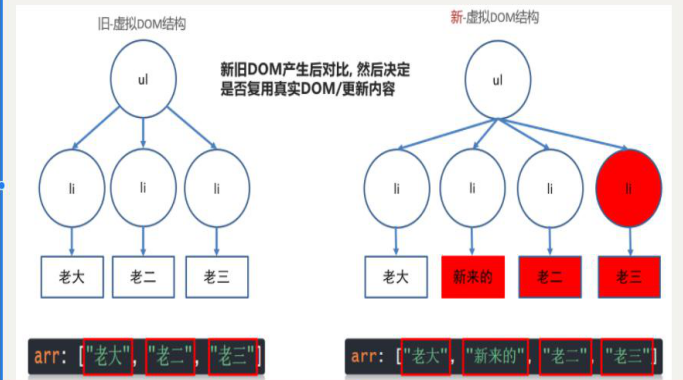 旧-虚拟DOM结构
新-虚拟DOM结构
新旧DOM产生后对比, 然后决定
是否复用真实DOM/更新内容
ul
ul
li
li
li
li
li
li
li
老大
老二
老三
老大
新来的
老二
老三
arr: ["老大", "老二", "老三"]
arr: ["老大", "新来的", "老二", "老三"]